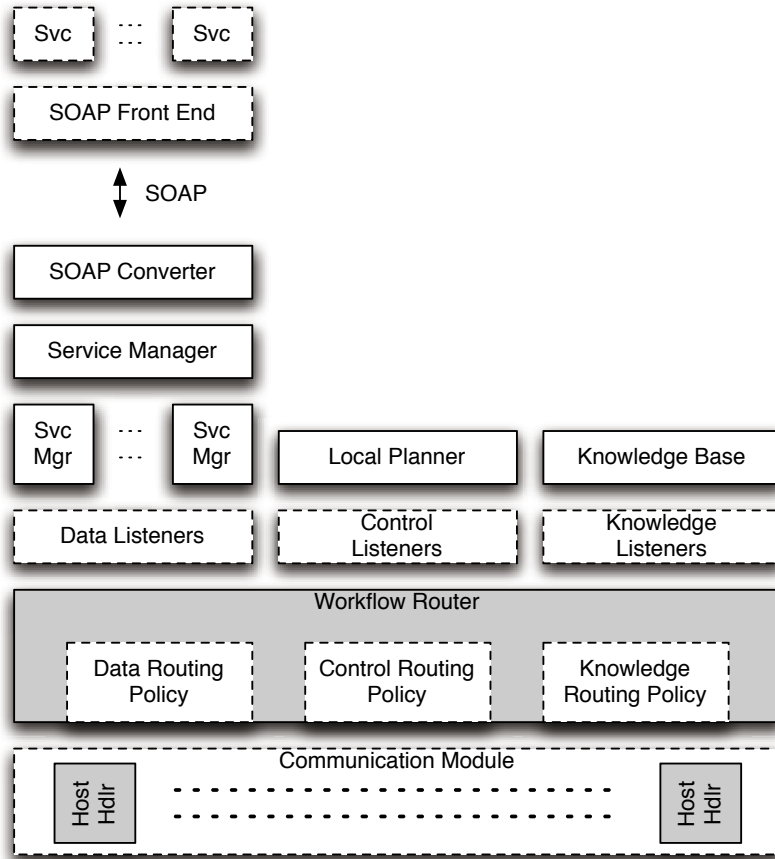 Svc
... 
...
Svc
SOAP Front End
SOAP
SOAP Converter
Service Manager
Svc
Mgr
...
...
Svc
Mgr
Local Planner
Knowledge Base
Data Listeners
Control
Listeners
Knowledge
Listeners
Workflow Router
Data Routing
Policy
Control Routing
Policy
Knowledge
Routing Policy
Communication Module
Host
Hdlr
Host
Hdlr